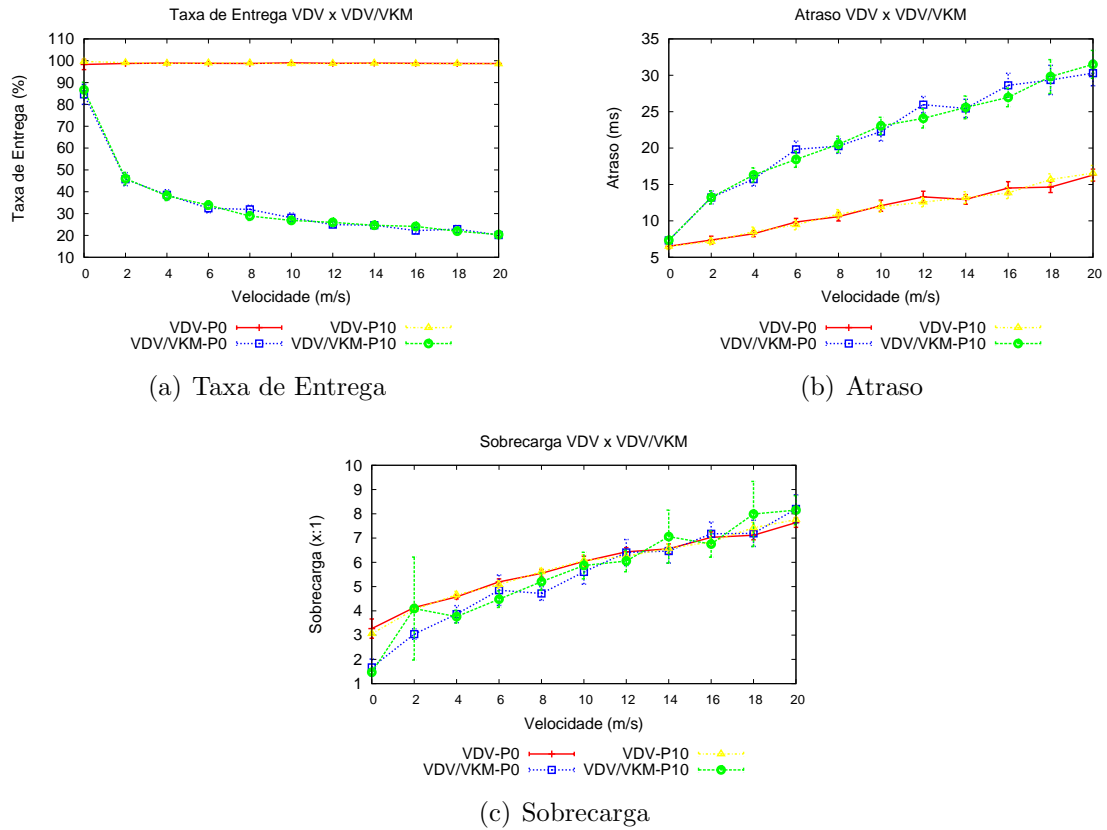 Taxa de Entrega VDV x VDV/VKM
110
100
90
80
70
60
50
40
30
20
10
Taxa de Entrega (%)
0 2 4 6 8 10 12 14 16 18 20
Velocidade (m/s)
VDV-P0 VDV-P10
VDV/VKM-P0 VDV/VKM-P10
(a) Taxa de Entrega
Atraso VDV x VDV/VKM
35
30
25
20
15
10
5
Atraso (ms)
0 2 4 6 8 10 12 14 16 18 20
Velocidade (m/s)
VDV-P0 VDV-P10
VDV/VKM-P0 VDV/VKM-P10
(b) Atraso
Sobrecarga VDV x VDV/VKM
10
9
8
7
6
5
4
3
2
1
Sobrecarga (x:1)
0 2 4 6 8 10 12 14 16 18 20
Velocidade (m/s)
VDV-P0 VDV-P10
VDV/VKM-P0 VDV/VKM-P10
(c) Sobrecarga